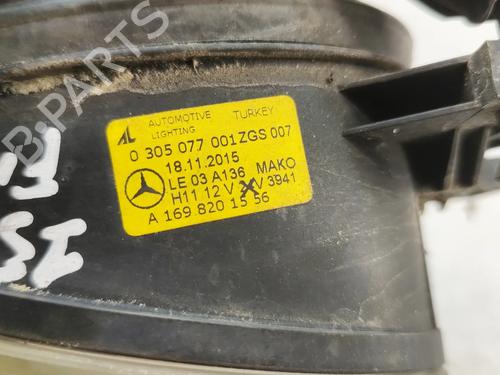 B-PARTS
AL AUTOMOTIVE LIGHTING TURKEY
0 305 077 001ZGS 007
18.11.2015
LE 03 A136 MAKO
H11 12 V V 3941
A 169 820 15 56